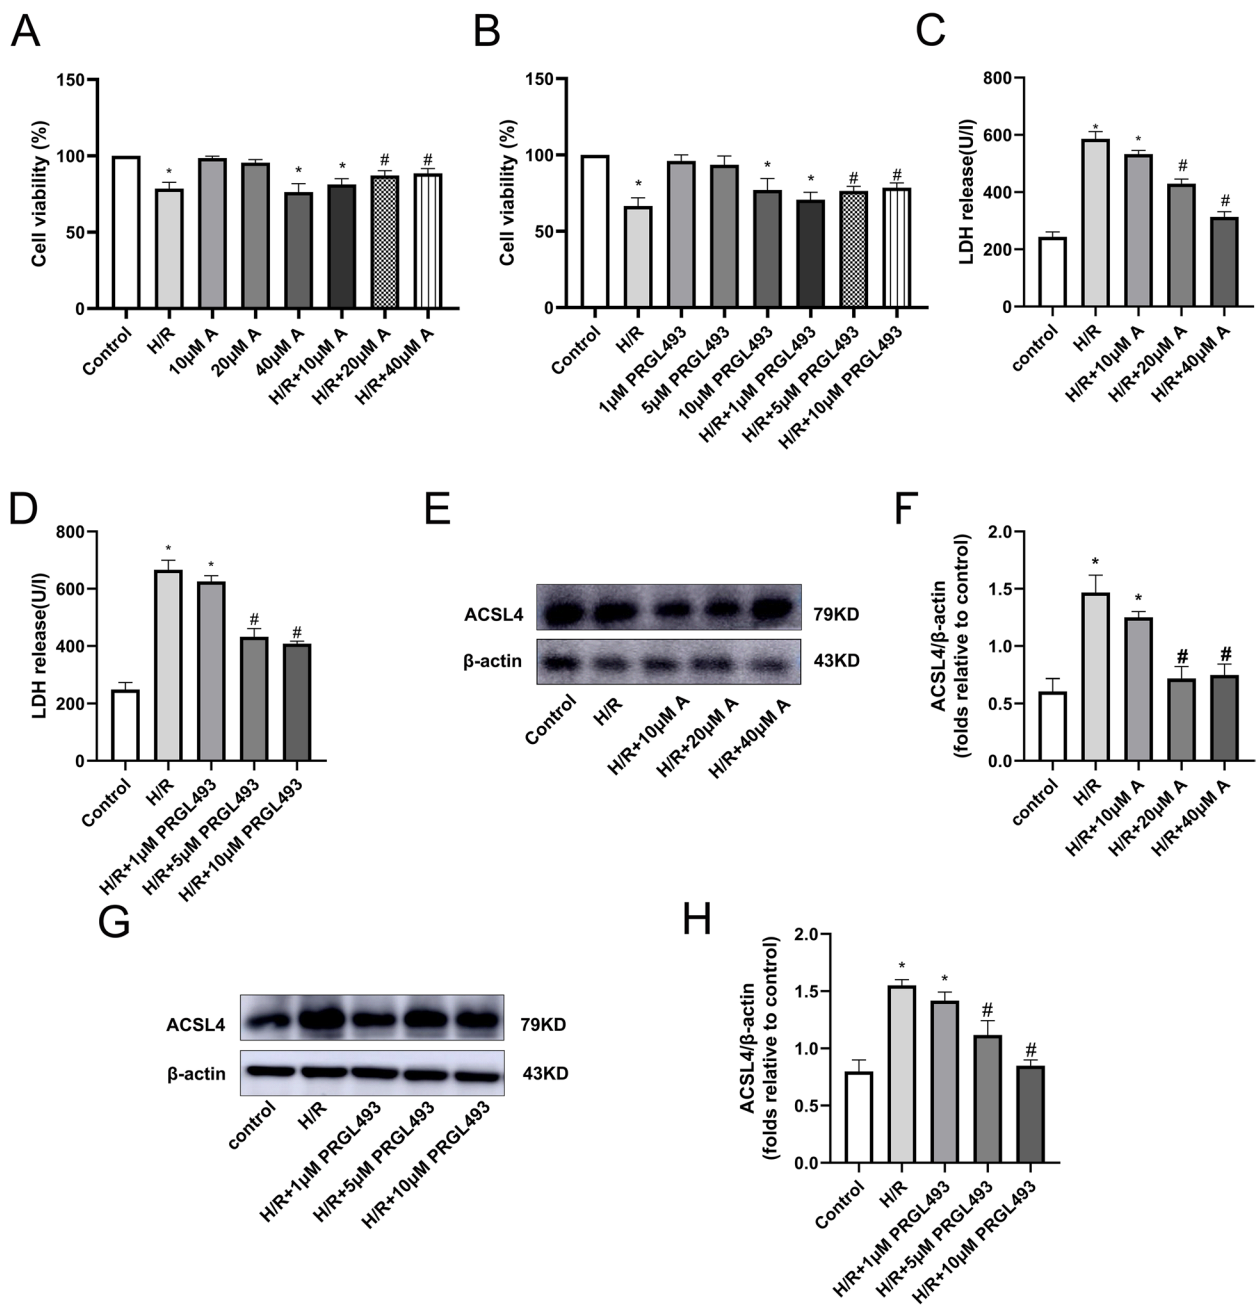 A
Cell viability (%)
150
100
50
0
*
*
*
#
#
Control
H/R
10μM A
20μM A
40μM A
H/R+10μM A
H/R+20μM A
H/R+40μM A
B
Cell viability (%)
150
100
50
0
*
*
*
#
#
Control
H/R
1μM PRGL493
5μM PRGL493
10μM PRGL493
H/R+1μM PRGL493
H/R+5μM PRGL493
H/R+10μM PRGL493
C
LDH release(U/l)
800
600
400
200
0
*
*
#
#
control
H/R
H/R+10μM A
H/R+20μM A
H/R+40μM A
D
LDH release(U/l)
800
600
400
200
0
*
*
#
#
Control
H/R
H/R+1μM PRGL493
H/R+5μM PRGL493
H/R+10μM PRGL493
E
ACSL4
79KD
β-actin
43KD
Control
H/R
H/R+10μM A
H/R+20μM A
H/R+40μM A
F
ACSL4/β-actin
(folds relative to control)
2.0
1.5
1.0
0.5
0.0
*
*
#
#
control
H/R
H/R+10μM A
H/R+20μM A
H/R+40μM A
G
ACSL4
79KD
β-actin
43KD
control
H/R
H/R+1μM PRGL493
H/R+5μM PRGL493
H/R+10μM PRGL493
H
ACSL4/β-actin
(folds relative to control)
2.0
1.5
1.0
0.5
0.0
*
*
#
#
Control
H/R
H/R+1μM PRGL493
H/R+5μM PRGL493
H/R+10μM PRGL493